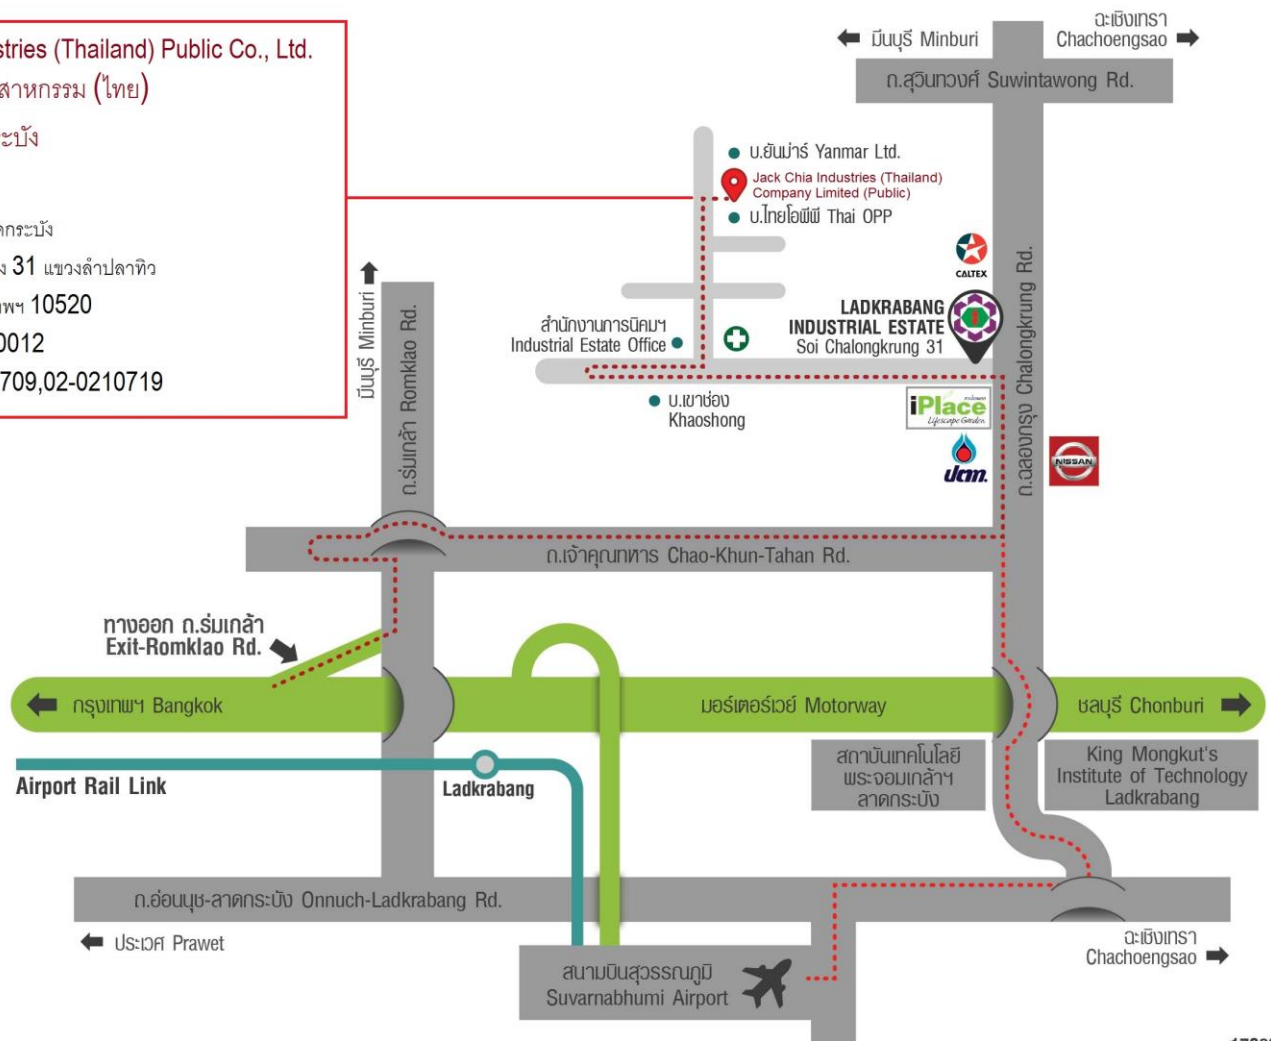 stries (Thailand) Public Co., Ltd.
สาหกรรม (ไทย)
ระบัง
ดกระบัง
ง 31 แขวงลำปลาทิว
ทพฯ 10520
0012
709,02-0210719
มีนบุรี Minburi
ฉะเชิงเทรา
Chachoengsao
ถ.สุวินทวงศ์ Suwintawong Rd.
บ.ยันม่าร์ Yanmar Ltd.
Jack Chia Industries (Thailand)
Company Limited (Public)
บ.ไทยโอพีพี Thai OPP
CALTEX
LADKRABANG
INDUSTRIAL ESTATE
Soi Chalongkrung 31
สำนักงานการนิคมฯ
Industrial Estate Office
บ.เขาช่อง
Khaoshong
iPlace
Lifescape Garden
ปตท.
NISSAN
ถ.ฉลองกรุง Chalongkrung Rd.
มีนบุรี Minburi
ถ.ร่มเกล้า Romklao Rd.
ถ.เจ้าคุณทหาร Chao-Khun-Tahan Rd.
ทางออก ถ.ร่มเกล้า
Exit-Romklao Rd.
กรุงเทพฯ Bangkok
มอร์เตอร์เวย์ Motorway
ชลบุรี Chonburi
Airport Rail Link
Ladkrabang
สถาบันเทคโนโลยี
พระจอมเกล้าฯ
ลาดกระบัง
King Mongkut's
Institute of Technology
Ladkrabang
ถ.อ่อนนุช-ลาดกระบัง Onnuch-Ladkrabang Rd.
ประเวศ Prawet
สนามบินสุวรรณภูมิ
Suvarnabhumi Airport
ฉะเชิงเทรา
Chachoengsao